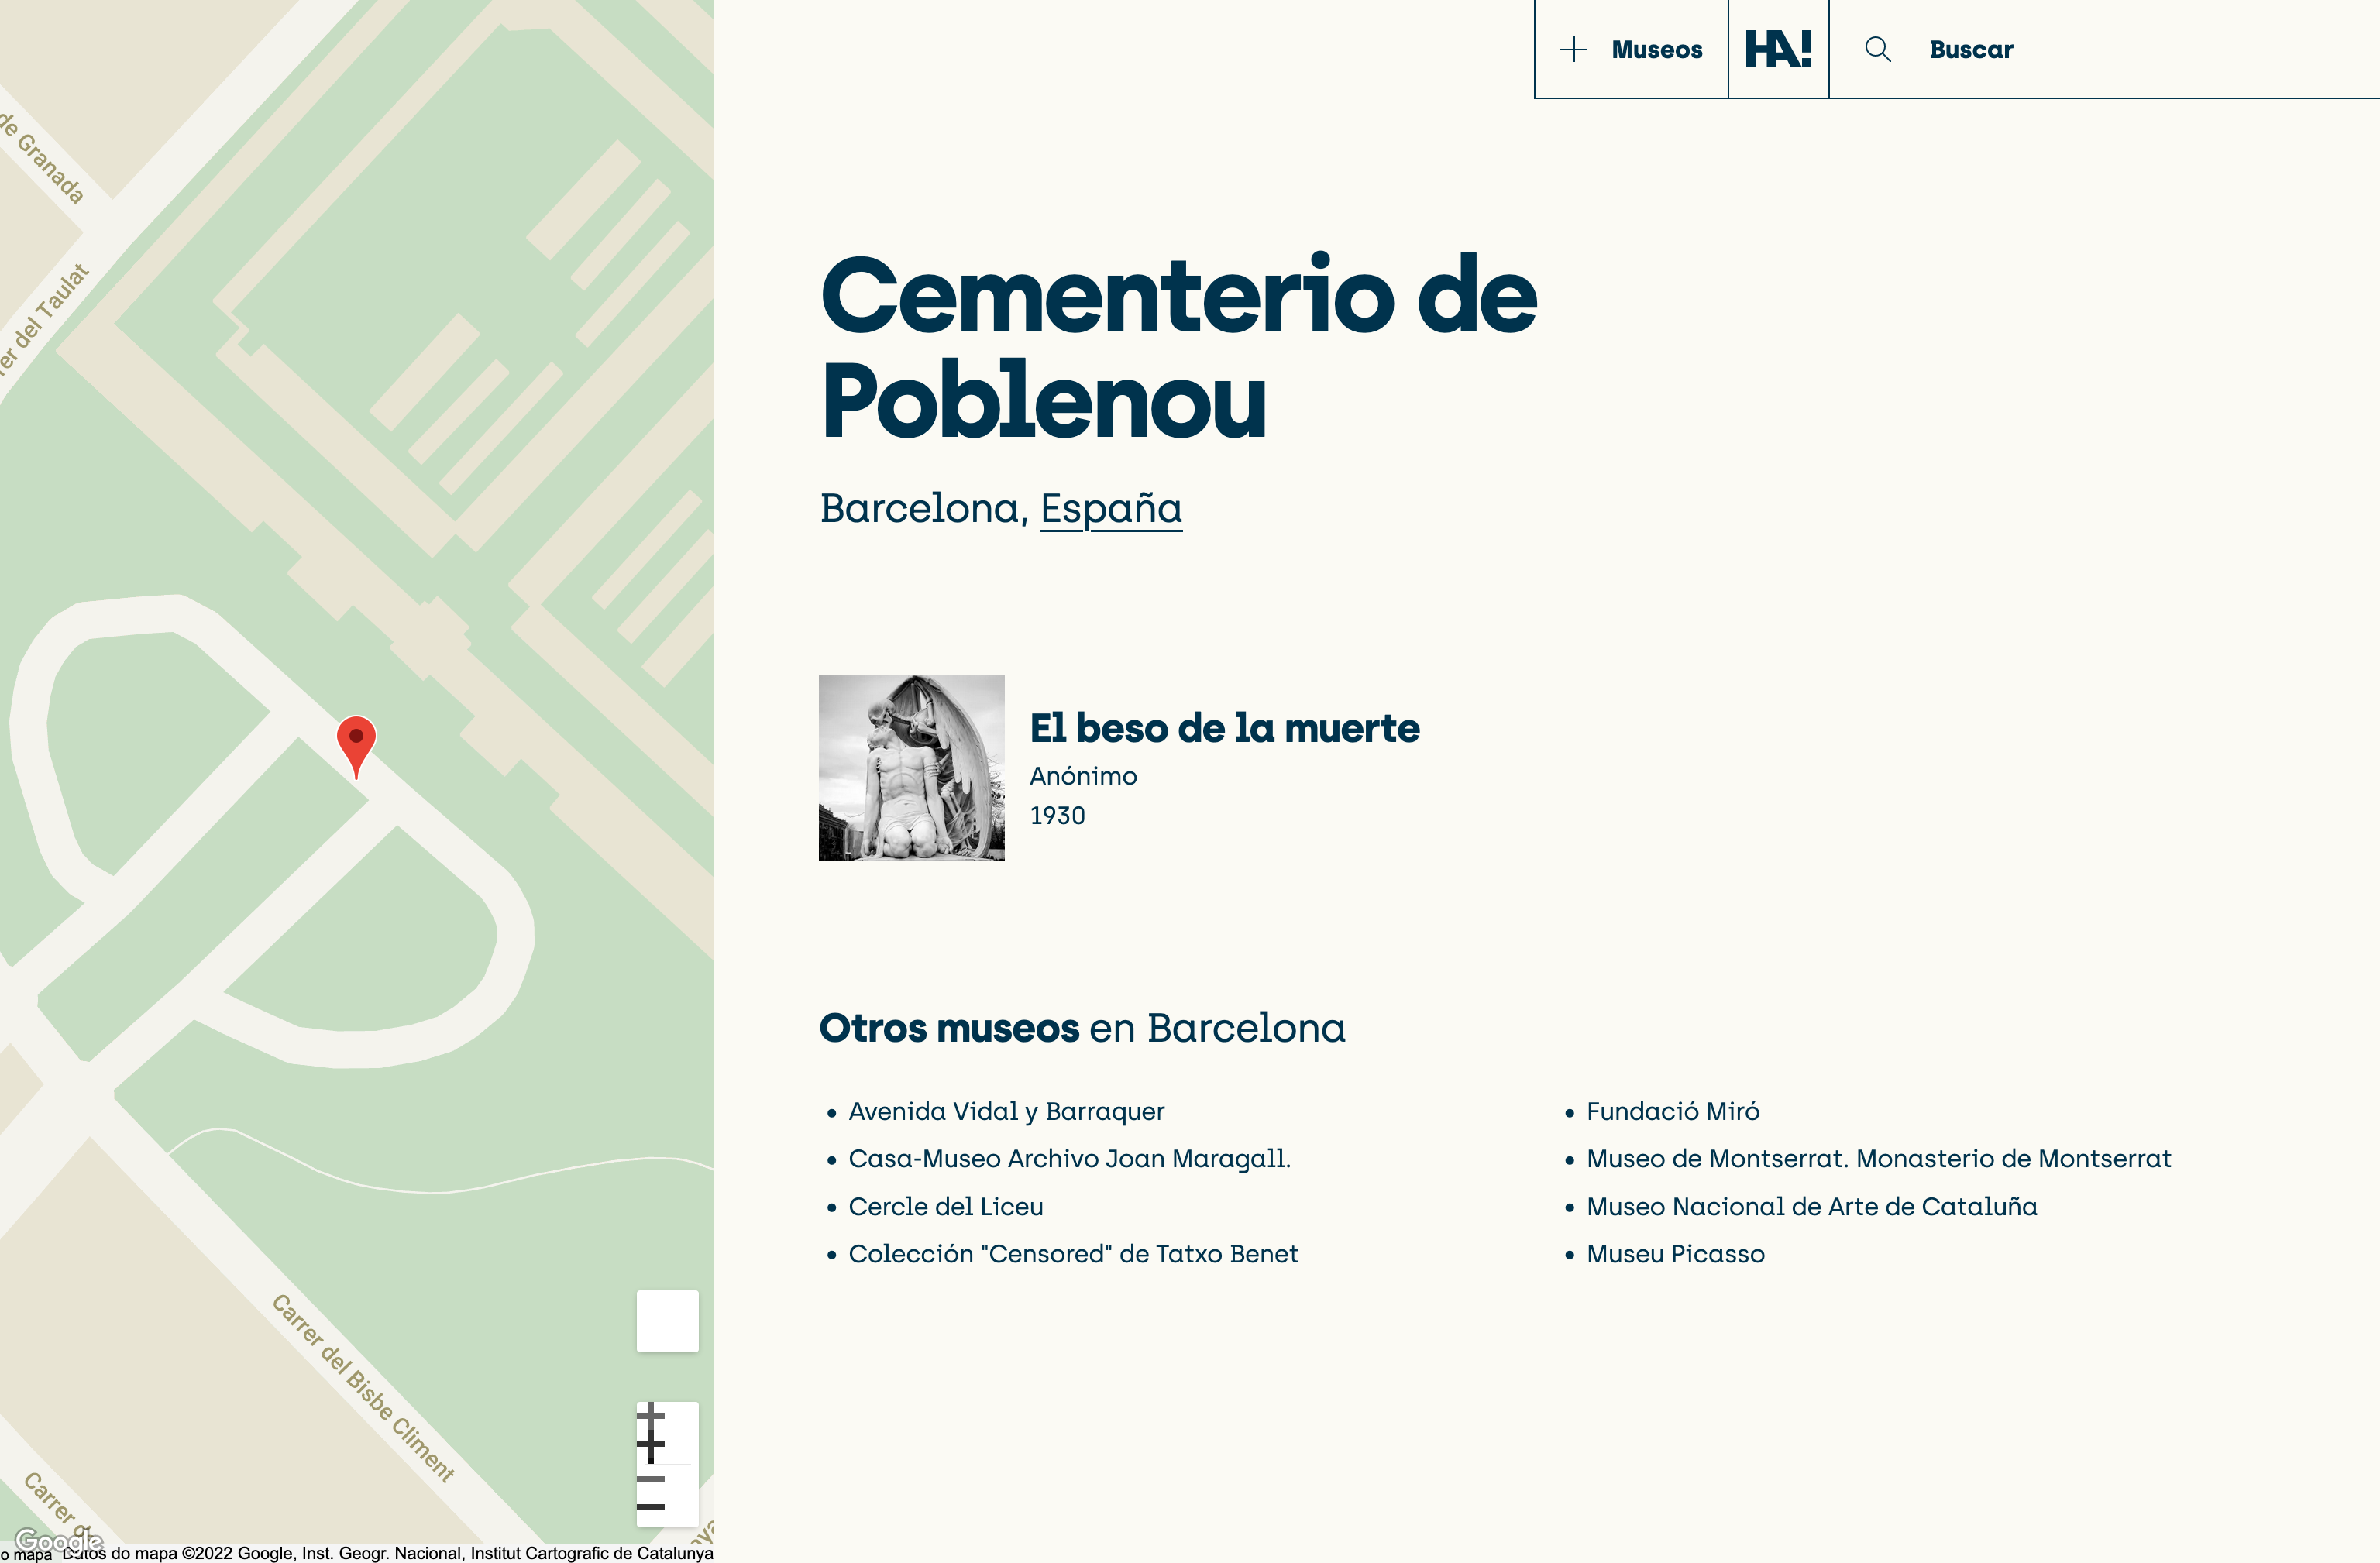 Museos
HA!
Buscar
de Granada
er del Taulat
Cementerio de
Poblenou
Barcelona, España
El beso de la muerte
Anónimo
1930
Otros museos en Barcelona
Avenida Vidal y Barraquer
Casa-Museo Archivo Joan Maragall.
Cercle del Liceu
Colección "Censored" de Tatxo Benet
Fundació Miró
Museo de Montserrat. Monasterio de Montserrat
Museo Nacional de Arte de Cataluña
Museu Picasso
Carrer del Bisbe Climent
Carrer d
Google
o mapa
Datos do mapa ©2022 Google, Inst. Geogr. Nacional, Institut Cartografic de Catalunya